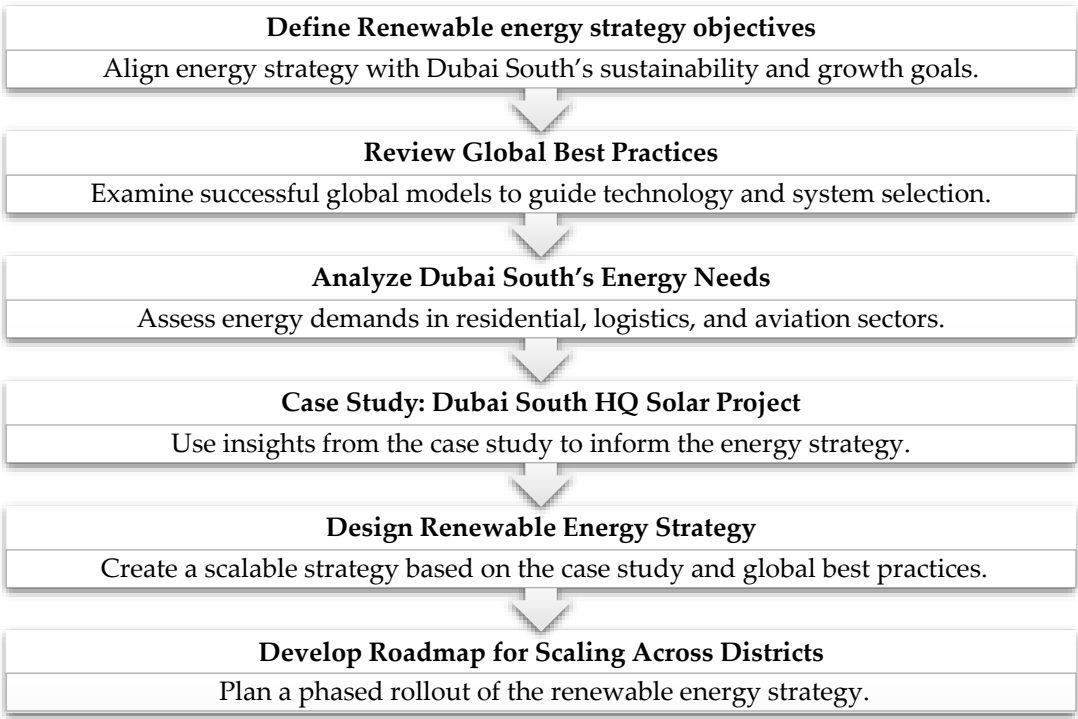 Define Renewable energy strategy objectives
Align energy strategy with Dubai South’s sustainability and growth goals.
Review Global Best Practices
Examine successful global models to guide technology and system selection.
Analyze Dubai South’s Energy Needs
Assess energy demands in residential, logistics, and aviation sectors.
Case Study: Dubai South HQ Solar Project
Use insights from the case study to inform the energy strategy.
Design Renewable Energy Strategy
Create a scalable strategy based on the case study and global best practices.
Develop Roadmap for Scaling Across Districts
Plan a phased rollout of the renewable energy strategy.